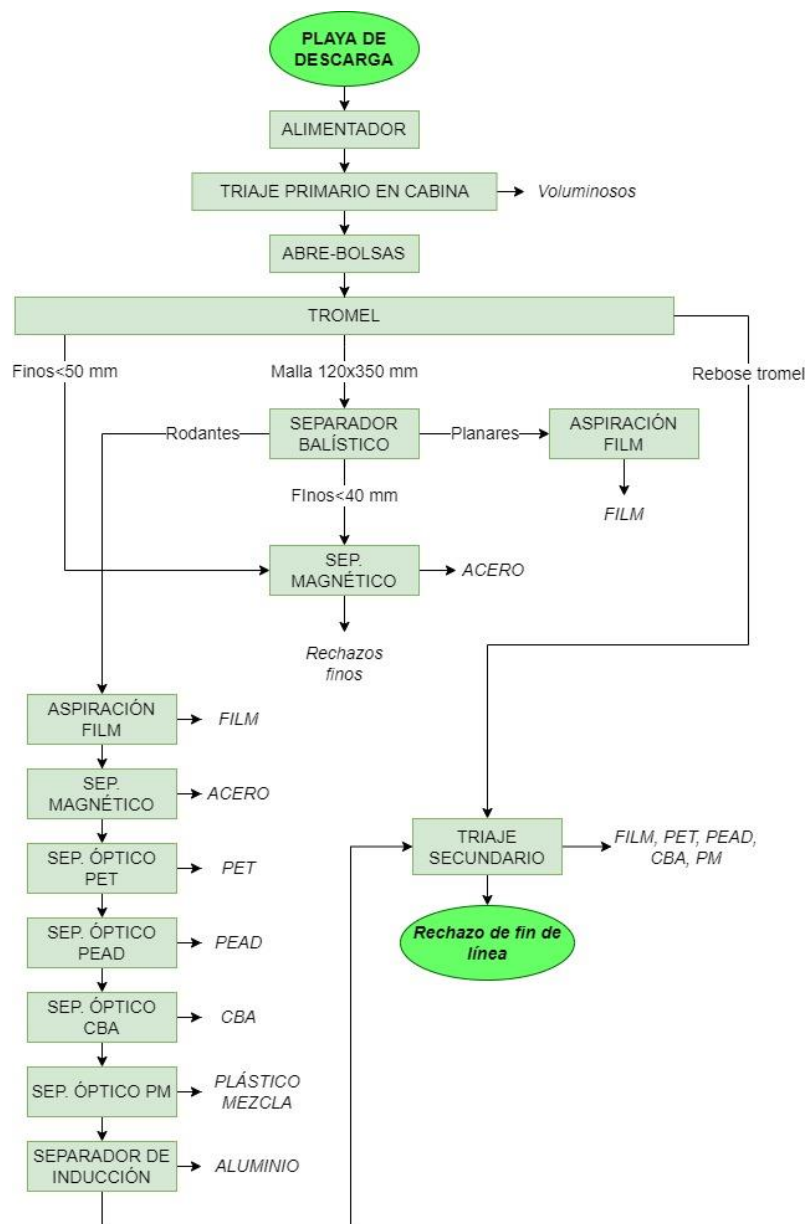 PLAYA DE
DESCARGA
ALIMENTADOR
TRIAJE PRIMARIO EN CABINA
Voluminosos
ABRE-BOLSAS
TROMEL
Finos<50 mm
Malla 120x350 mm
Rebose tromel
Rodantes
SEPARADOR
BALÍSTICO
Planares
ASPIRACIÓN
FILM
FInos<40 mm
FILM
SEP.
MAGNÉTICO
ACERO
Rechazos
finos
ASPIRACIÓN
FILM
FILM
SEP.
MAGNÉTICO
ACERO
TRIAJE
SECUNDARIO
FILM, PET, PEAD,
CBA, PM
SEP. ÓPTICO
PET
PET
SEP. ÓPTICO
PEAD
PEAD
Rechazo de fin de
línea
SEP. ÓPTICO
CBA
CBA
SEP. ÓPTICO PM
PLÁSTICO
MEZCLA
SEPARADOR DE
INDUCCIÓN
ALUMINIO